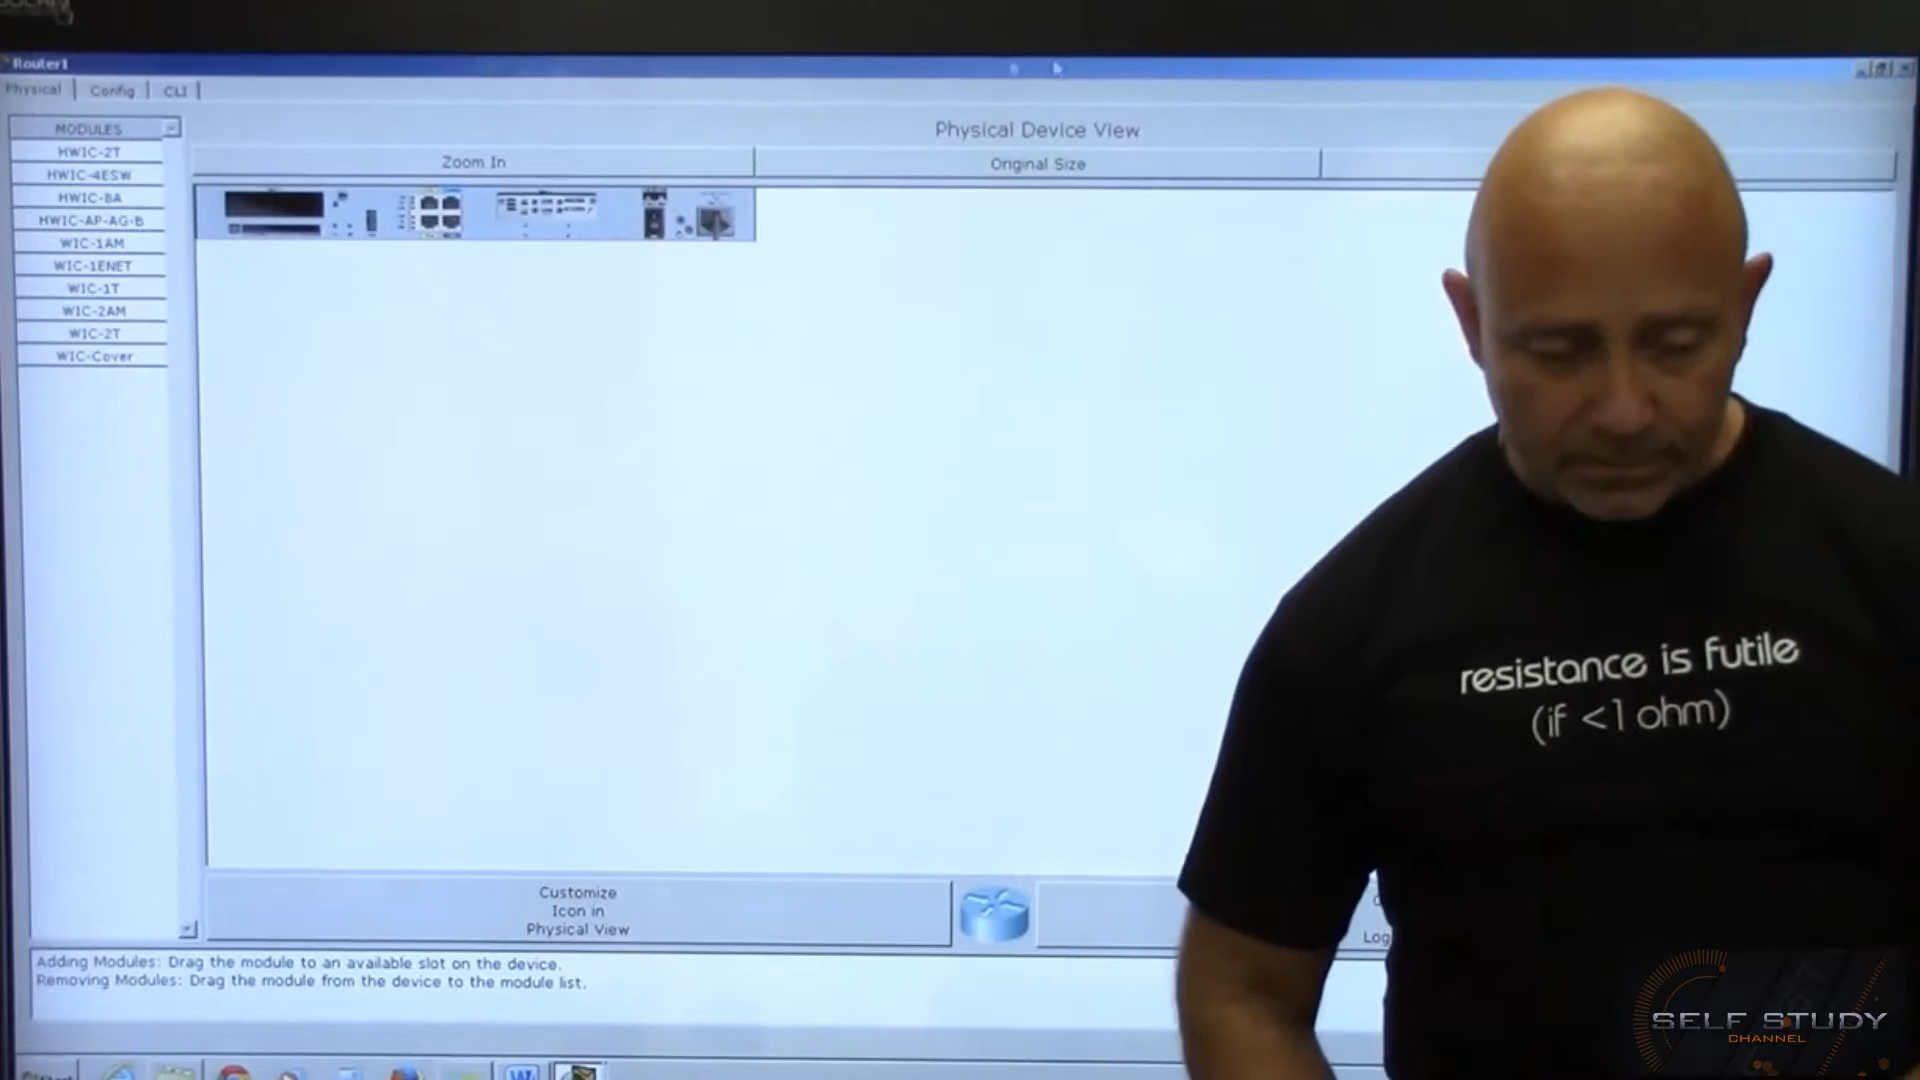 Router1
Physical
Config
CLI
MODULES
HWIC-2T
HWIC-4ESW
HWIC-8A
HWIC-AP-AG-B
WIC-1AM
WIC-1ENET
WIC-1T
WIC-2AM
WIC-2T
WIC-Cover
Physical Device View
Zoom In
Original Size
Customize
Icon in
Physical View
Log
Adding Modules: Drag the module to an available slot on the device.
Removing Modules: Drag the module from the device to the module list.
resistance is futile
(if <1 ohm)
SELF STUDY
CHANNEL